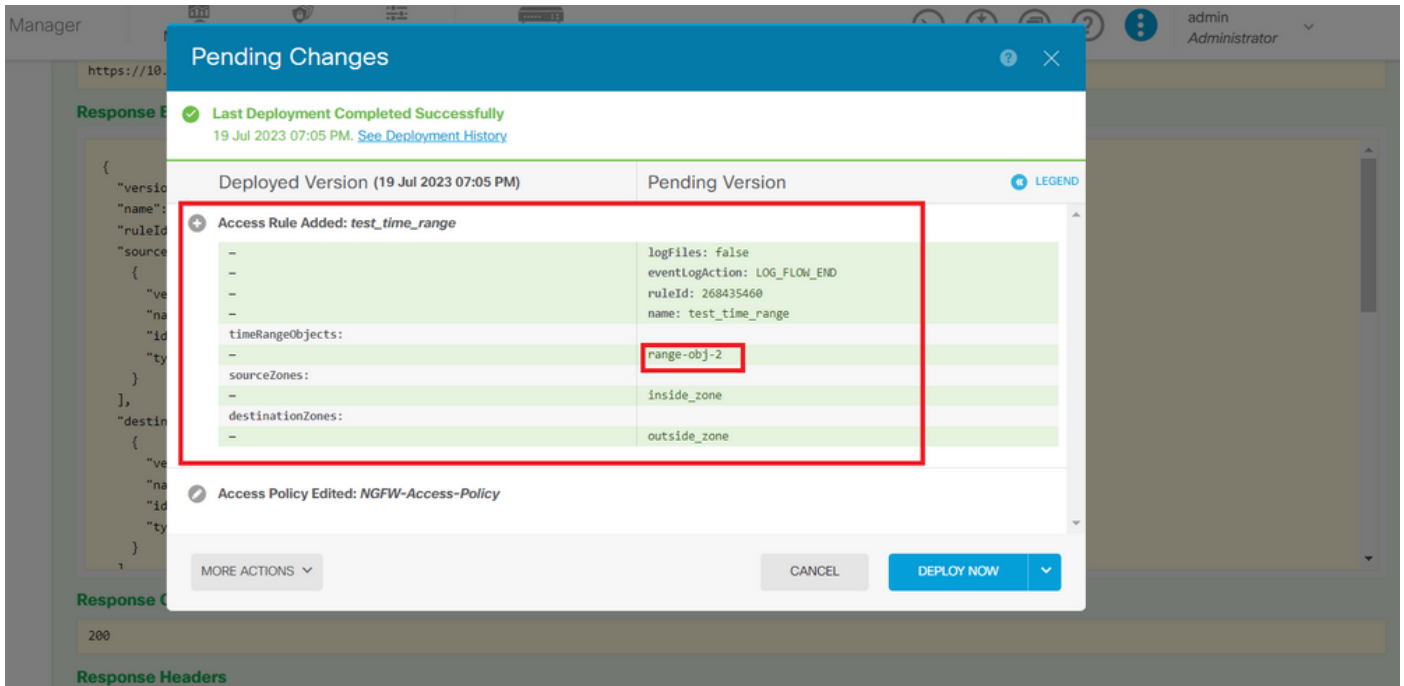 Manager
admin
Administrator
Pending Changes
https://10.
Response
Last Deployment Completed Successfully
19 Jul 2023 07:05 PM. See Deployment History
Deployed Version (19 Jul 2023 07:05 PM)
Pending Version
LEGEND
Access Rule Added: test_time_range
– logFiles: false
– eventLogAction: LOG_FLOW_END
– ruleId: 268435460
– name: test_time_range
timeRangeObjects:
– range-obj-2
sourceZones:
– inside_zone
destinationZones:
– outside_zone
Access Policy Edited: NGFW-Access-Policy
MORE ACTIONS
CANCEL
DEPLOY NOW
{
"versio
"name":
"ruleId
"source
{
"ve
"na
"id
"ty
}
],
"destin
{
"ve
"na
"id
"ty
}
Response
200
Response Headers